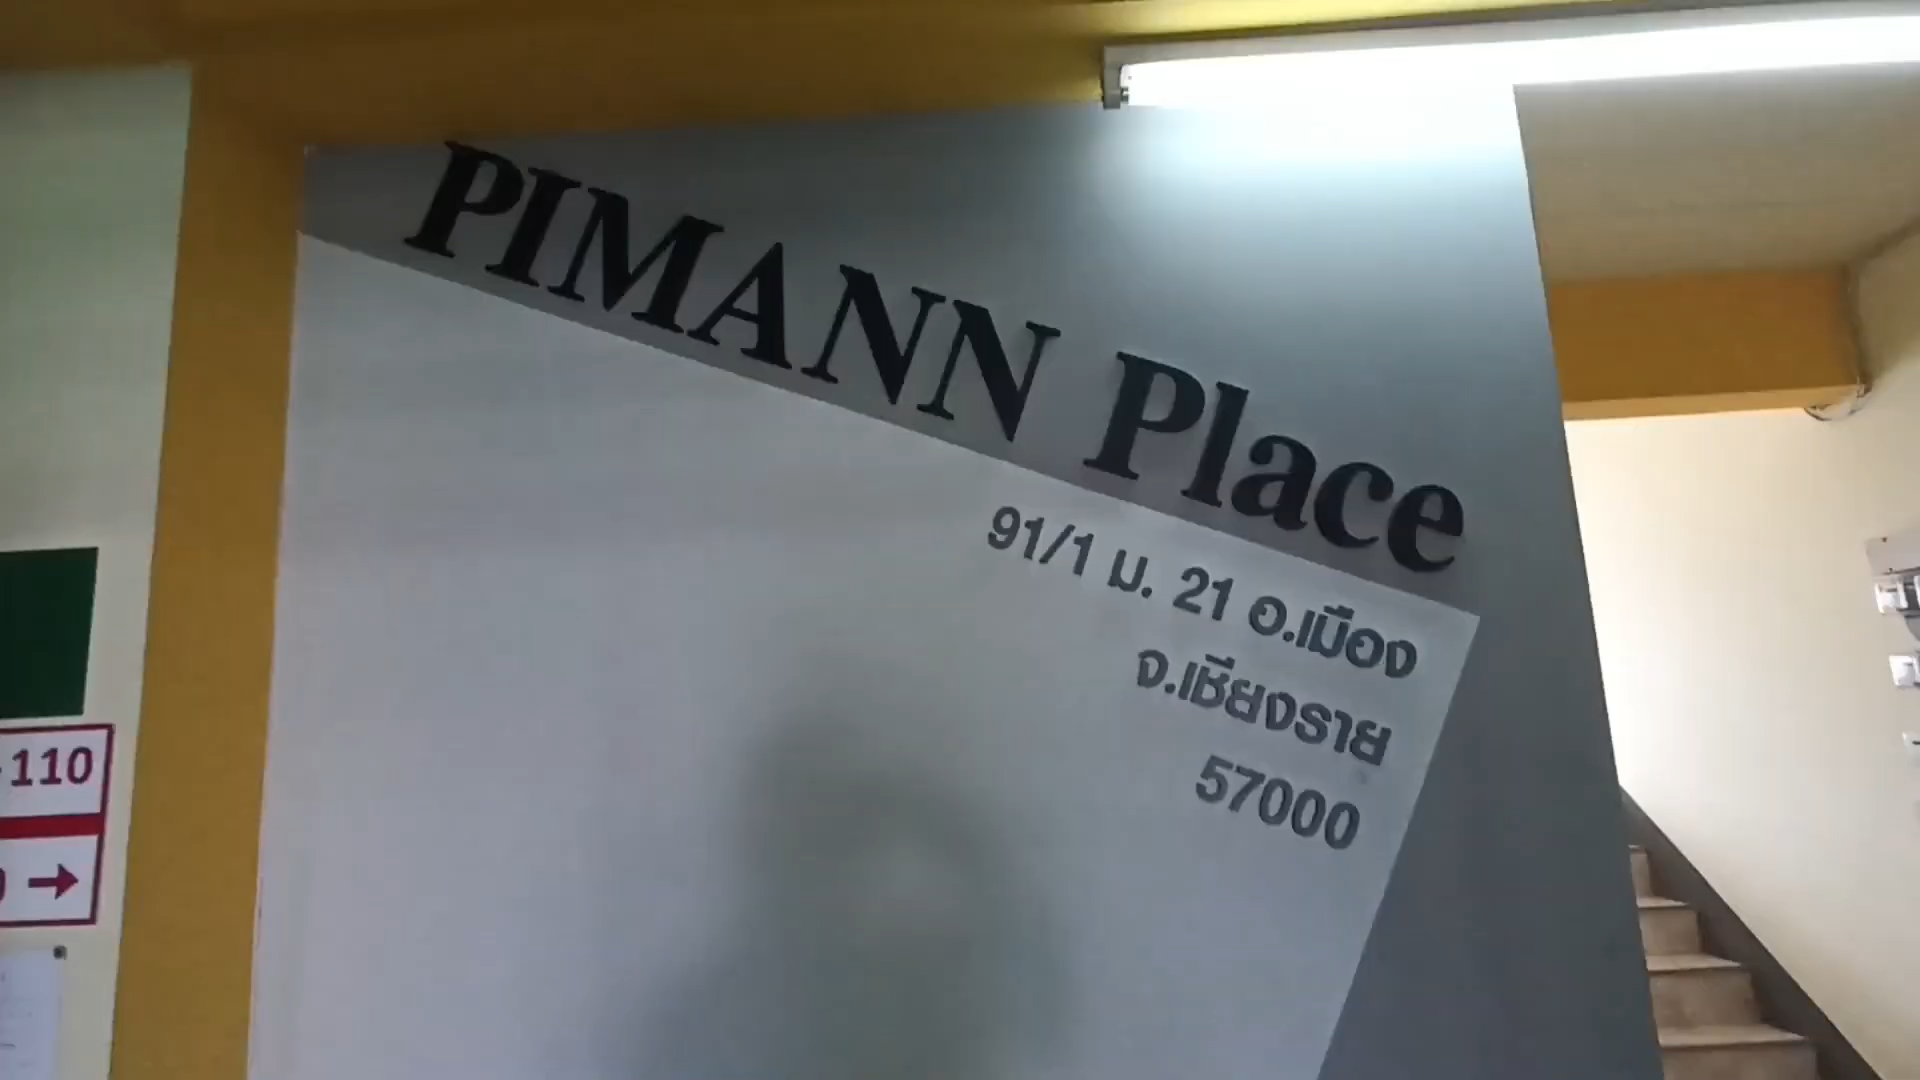 PIMANN Place
91/1 ม. 21 อ.เมือง
จ.เชียงราย
57000
110
→